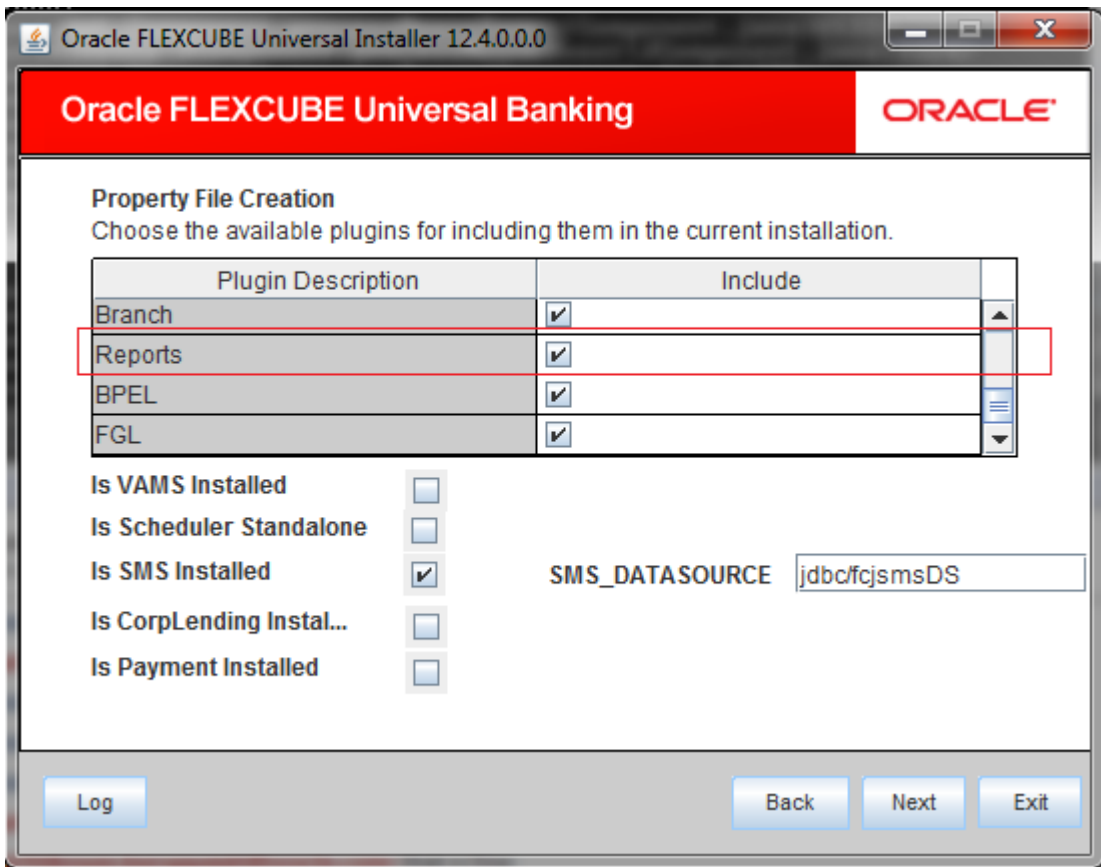 Oracle FLEXCUBE Universal Installer 12.4.0.0.0
Oracle FLEXCUBE Universal Banking
ORACLE
Property File Creation
Choose the available plugins for including them in the current installation.
Plugin Description Include
Branch
Reports
BPEL
FGL
Is VAMS Installed
Is Scheduler Standalone
Is SMS Installed SMS_DATASOURCE jdbc/fcjsmsDS
Is CorpLending Instal...
Is Payment Installed
Log Back Next Exit